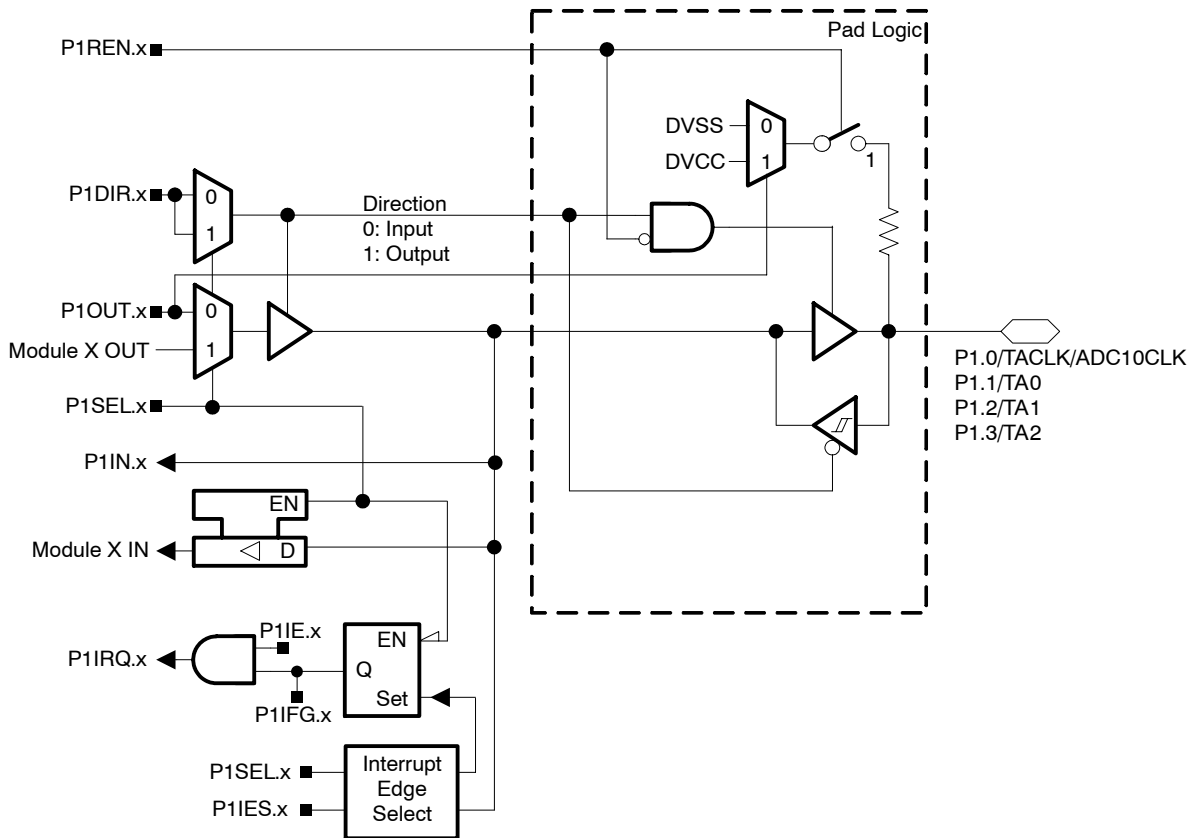 Pad Logic
P1REN.x
DVSS
0
DVCC
1
1
P1DIR.x
0
1
Direction
0: Input
1: Output
P1OUT.x
0
Module X OUT
1
P1.0/TACLK/ADC10CLK
P1.1/TA0
P1.2/TA1
P1.3/TA2
P1SEL.x
P1IN.x
EN
Module X IN
D
P1IE.x
P1IRQ.x
EN
Q
Set
P1IFG.x
P1SEL.x
P1IES.x
Interrupt
Edge
Select